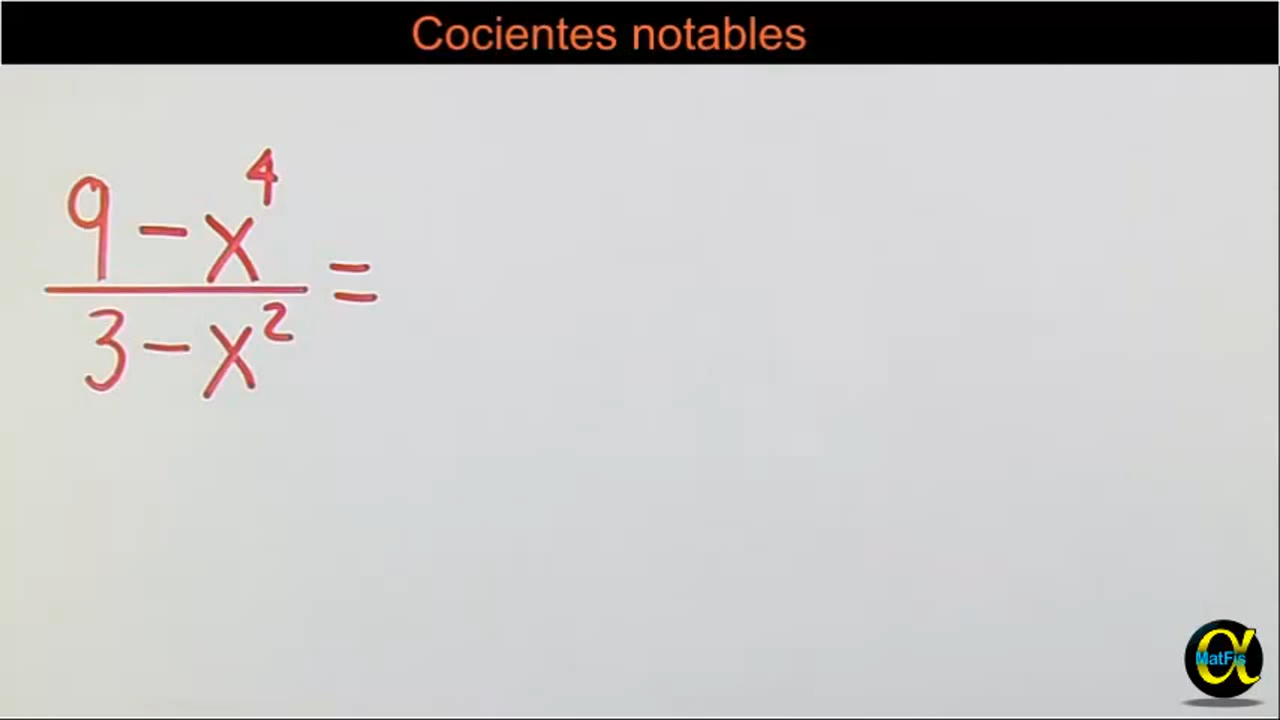 Cocientes notables
9 - x⁴
3 - x² =
MatFis
α